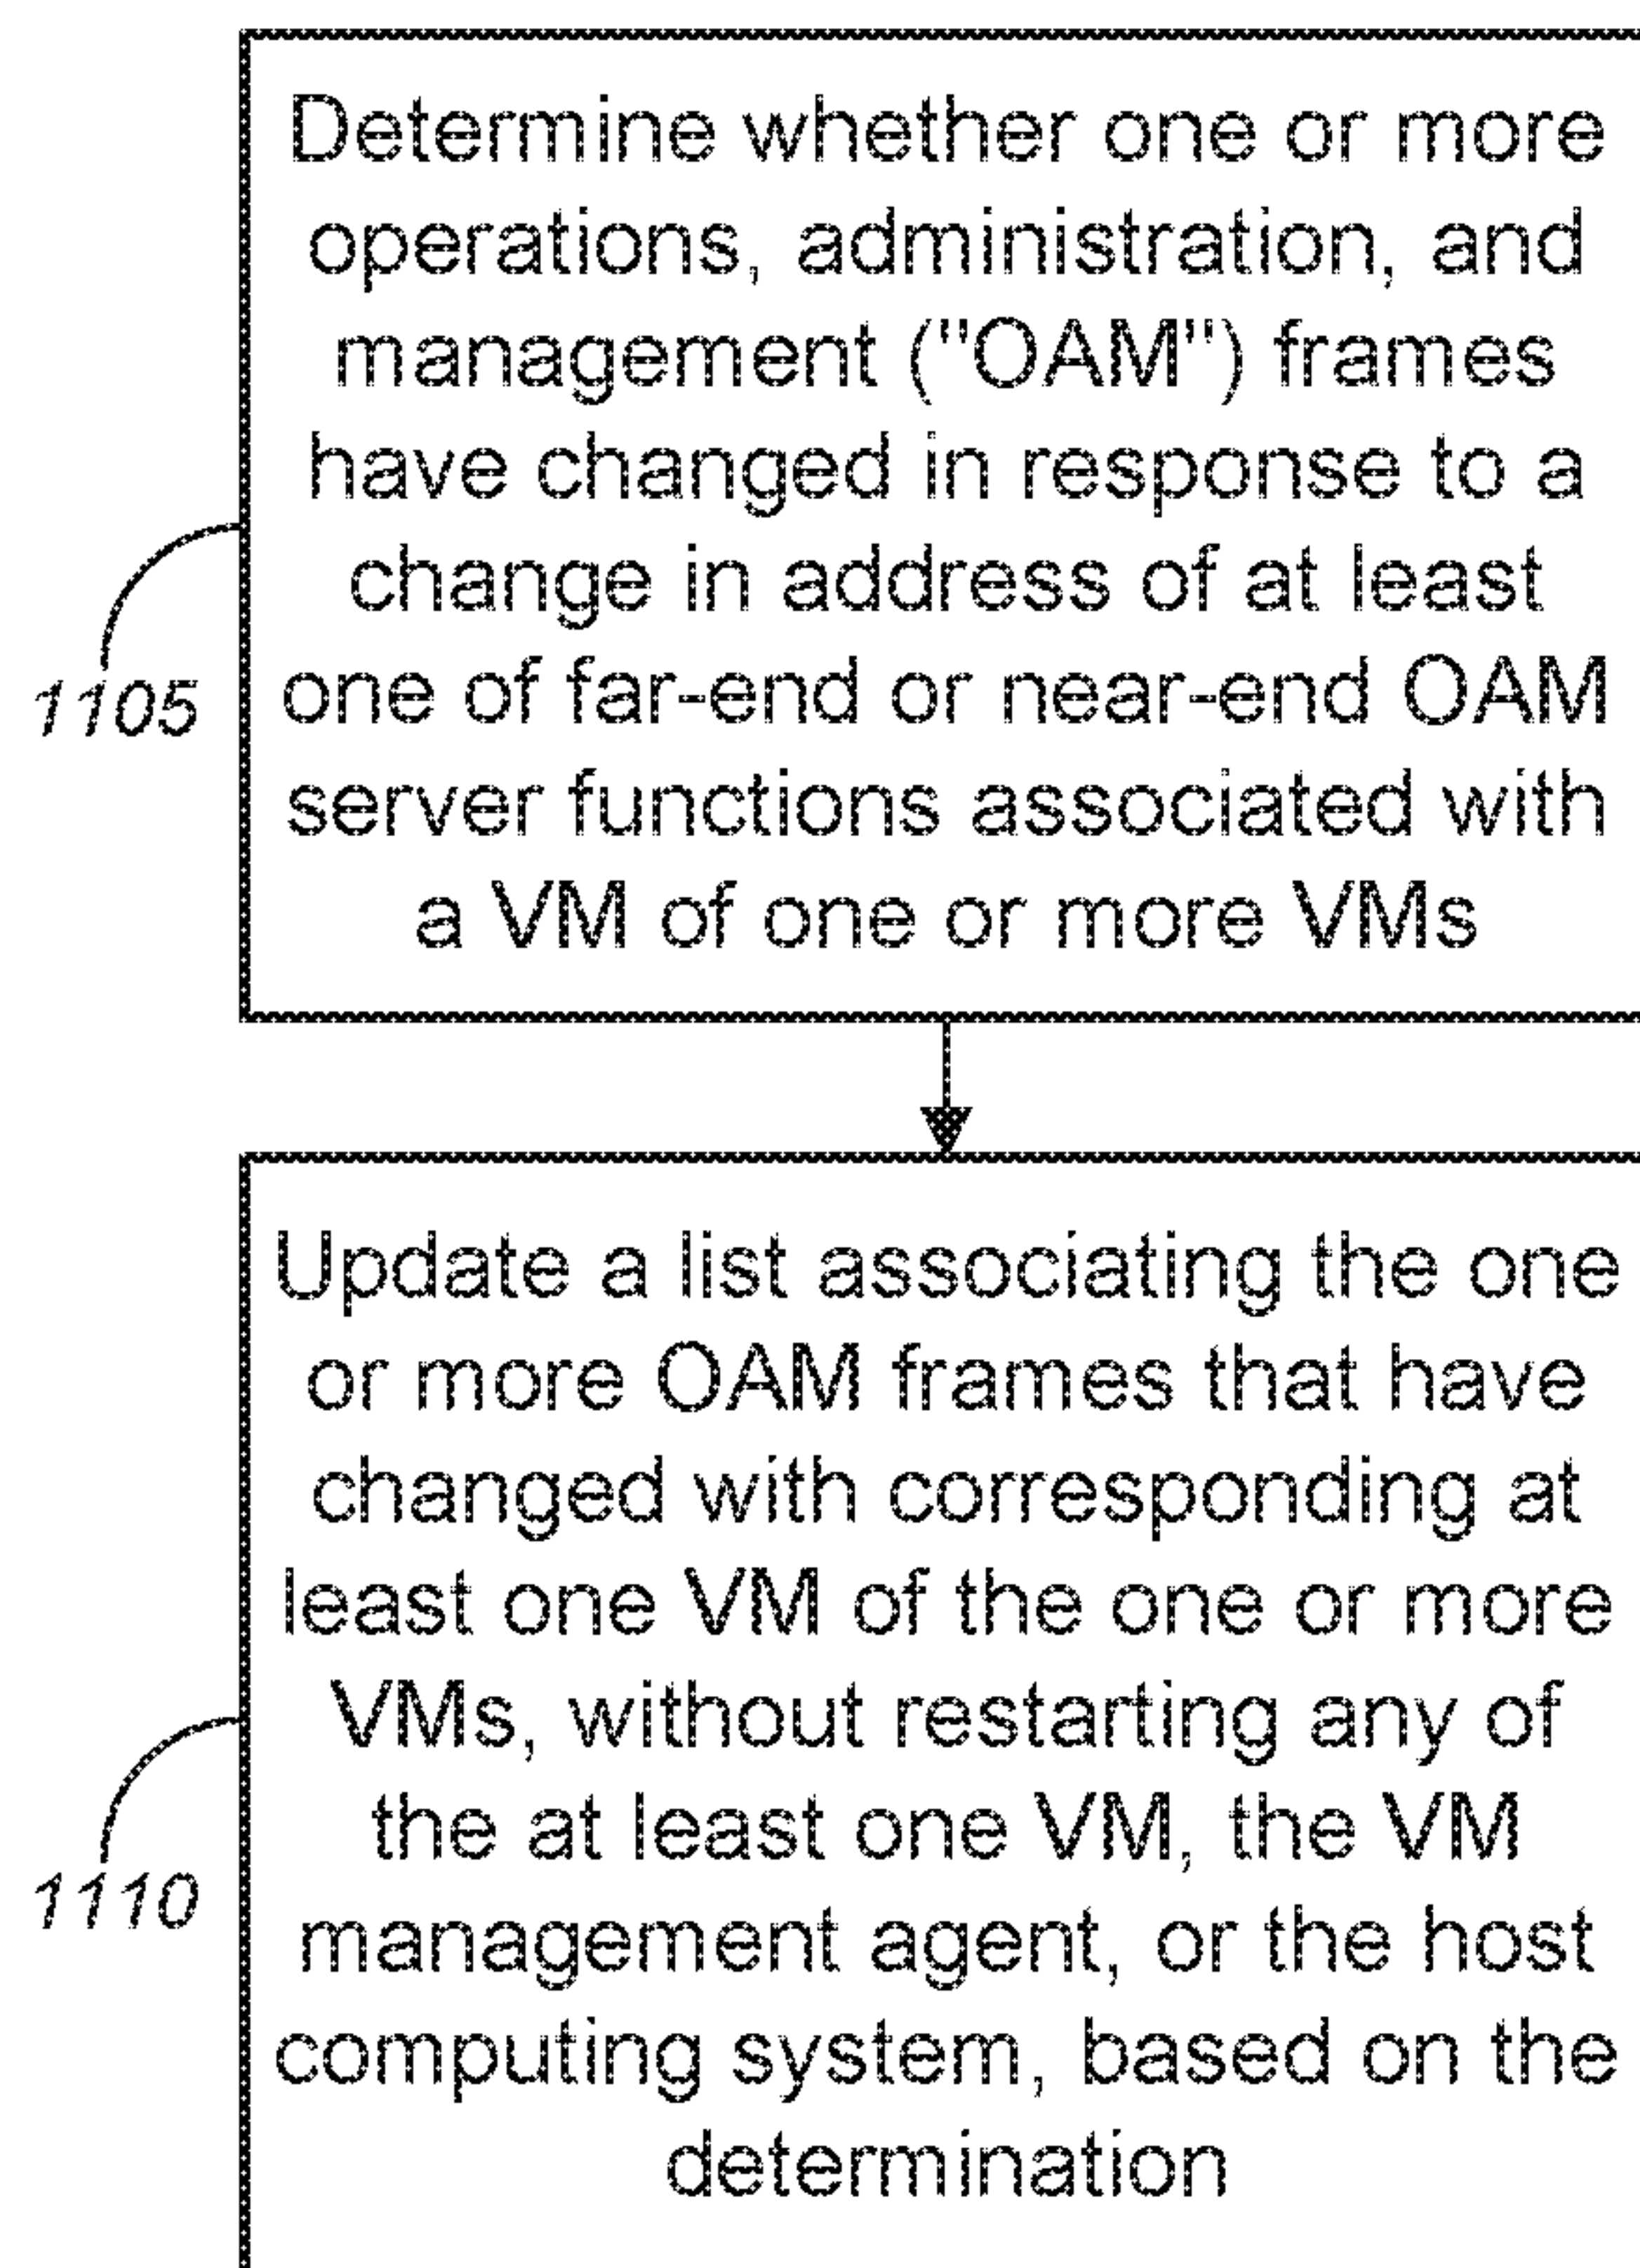 Determine whether one or more
operations, administration, and
management ("OAM") frames
have changed in response to a
change in address of at least
one of far-end or near-end OAM
server functions associated with
a VM of one or more VMs
1105
Update a list associating the one
or more OAM frames that have
changed with corresponding at
least one VM of the one or more
VMs, without restarting any of
the at least one VM, the VM
management agent, or the host
computing system, based on the
determination
1110